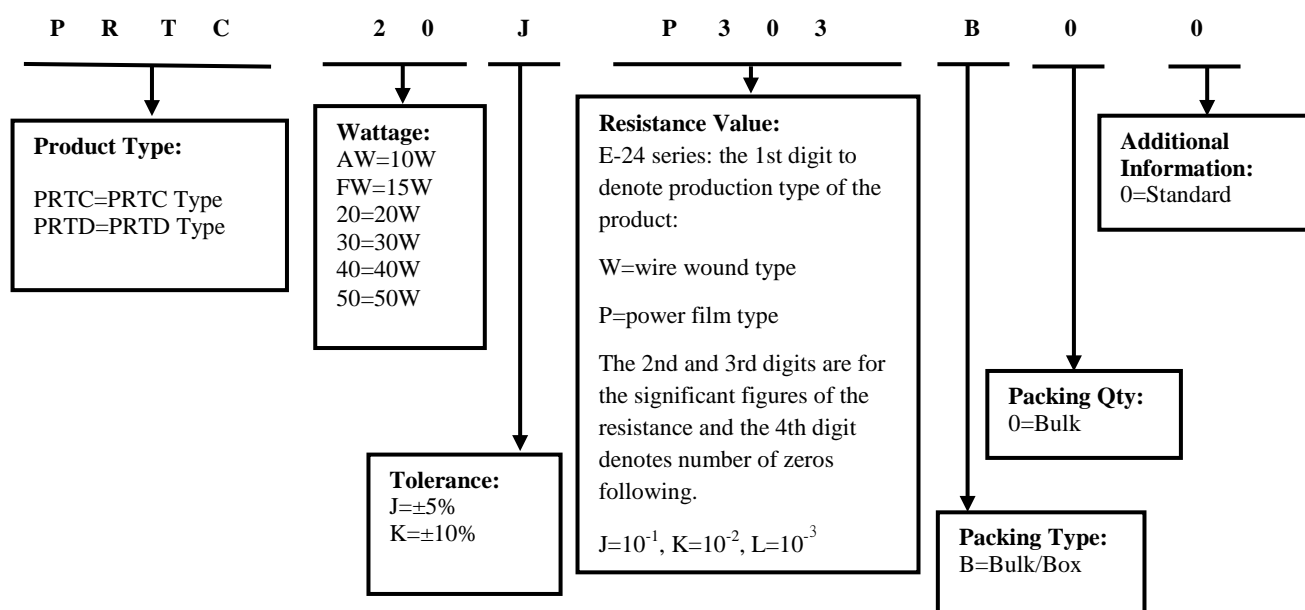 P R T C 2 0 J P 3 0 3 B 0 0
Product Type:
PRTC=PRTC Type
PRTD=PRTD Type
Wattage:
AW=10W
FW=15W
20=20W
30=30W
40=40W
50=50W
Resistance Value:
E-24 series: the 1st digit to
denote production type of the
product:
W=wire wound type
P=power film type
The 2nd and 3rd digits are for
the significant figures of the
resistance and the 4th digit
denotes number of zeros
following.
J=10⁻¹, K=10⁻², L=10⁻³
Additional
Information:
0=Standard
Packing Qty:
0=Bulk
Tolerance:
J=±5%
K=±10%
Packing Type:
B=Bulk/Box